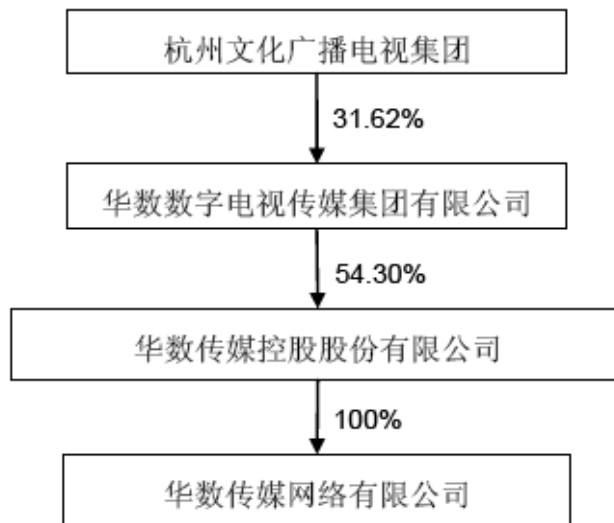 杭州文化广播电视集团
31.62%
华数数字电视传媒集团有限公司
54.30%
华数传媒控股股份有限公司
100%
华数传媒网络有限公司